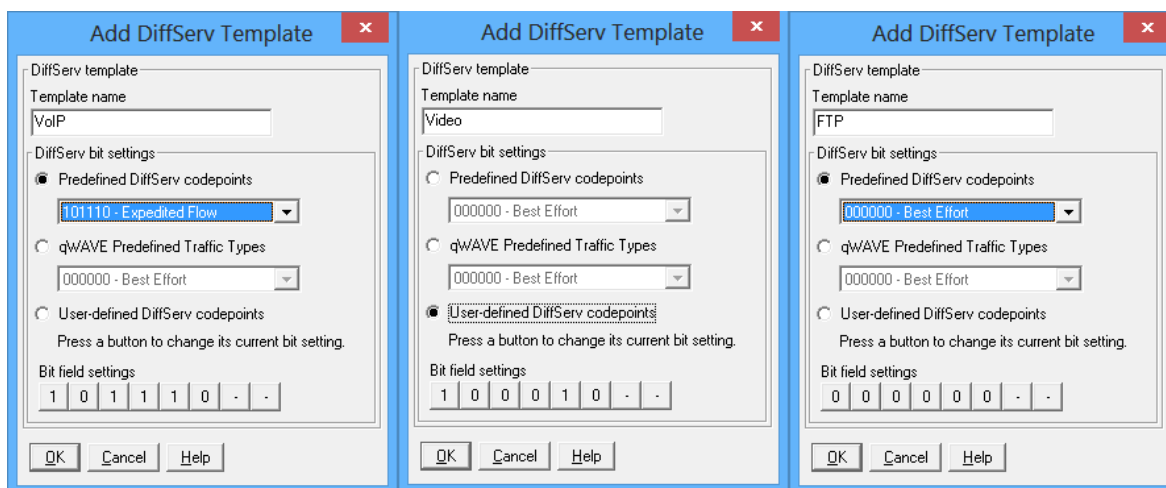 Add DiffServ Template x
DiffServ template
Template name
VoIP
DiffServ bit settings
Predefined DiffServ codepoints
101110 - Expedited Flow
qWAVE Predefined Traffic Types
000000 - Best Effort
User-defined DiffServ codepoints
Press a button to change its current bit setting.
Bit field settings
1 0 1 1 1 0 - -
OK Cancel Help
Add DiffServ Template x
DiffServ template
Template name
Video
DiffServ bit settings
Predefined DiffServ codepoints
000000 - Best Effort
qWAVE Predefined Traffic Types
000000 - Best Effort
User-defined DiffServ codepoints
Press a button to change its current bit setting.
Bit field settings
1 0 0 0 1 0 - -
OK Cancel Help
Add DiffServ Template x
DiffServ template
Template name
FTP
DiffServ bit settings
Predefined DiffServ codepoints
000000 - Best Effort
qWAVE Predefined Traffic Types
000000 - Best Effort
User-defined DiffServ codepoints
Press a button to change its current bit setting.
Bit field settings
0 0 0 0 0 0 - -
OK Cancel Help